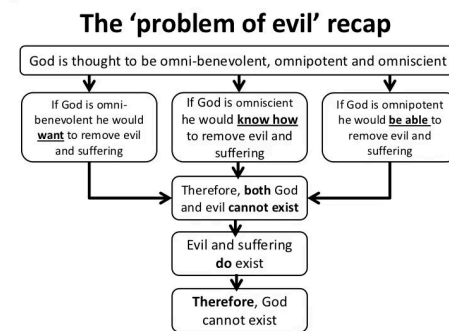 The ‘problem of evil’ recap
God is thought to be omni-benevolent, omnipotent and omniscient
If God is omni-
benevolent he would
want to remove evil
and suffering
If God is omniscient
he would know how
to remove evil and
suffering
If God is omnipotent
he would be able to
remove evil and
suffering
Therefore, both God
and evil cannot exist
Evil and suffering
do exist
Therefore, God
cannot exist